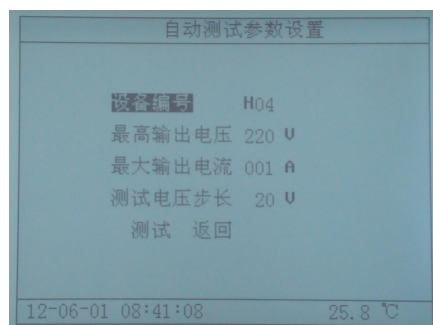 自动测试参数设置
设备编号 H04
最高输出电压 220 V
最大输出电流 001 A
测试电压步长 20 V
测试 返回
12-06-01 08:41:08 25.8 ℃